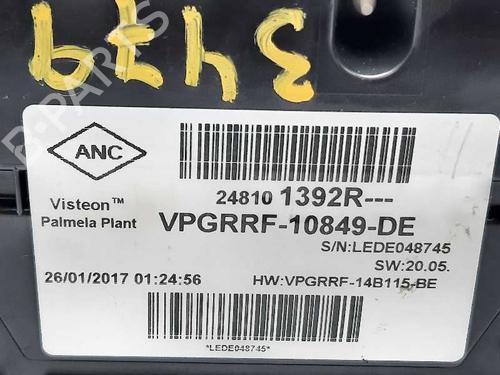 ANC
Visteon™
Palmela Plant
24810 1392R---
VPGRRF-10849-DE
S/N:LEDE048745
SW:20.05.
26/01/2017 01:24:56
HW:VPGRRF-14B115-BE
*LEDE048745*
B-PARTS